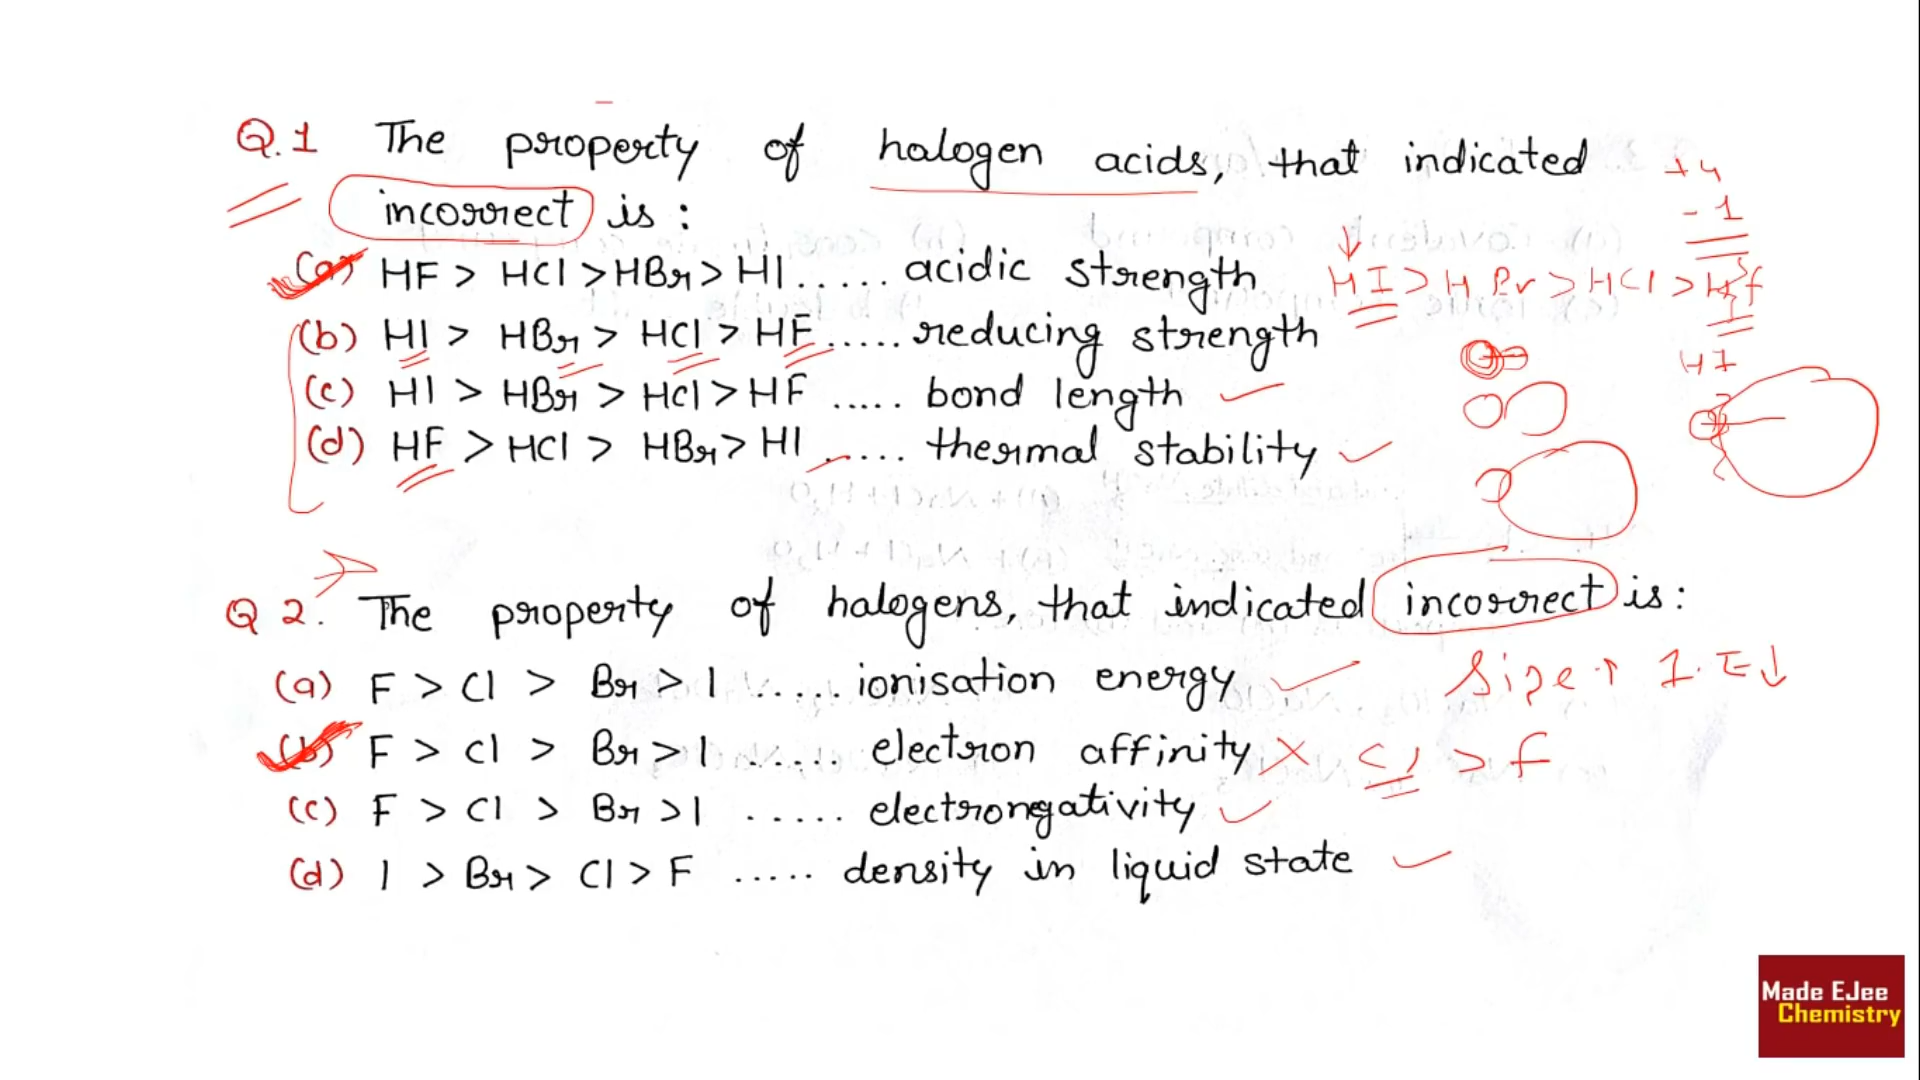 Q.1 The property of halogen acids, that indicated
incorrect is:
(a) HF > HCl > HBr > HI ..... acidic strength HI > HBr > HCl > Hf
(b) HI > HBr > HCl > HF ..... reducing strength
(c) HI > HBr > HCl > HF ..... bond length
(d) HF > HCl > HBr > HI ..... thermal stability
+4
-1
HI
Q 2. The property of halogens, that indicated incorrect is:
(a) F > Cl > Br > I ..... ionisation energy Size↑ I.E↓
(b) F > Cl > Br > I ..... electron affinity × Cl > f
(c) F > Cl > Br > I ..... electronegativity
(d) I > Br > Cl > F ..... density in liquid state
Made EJee
Chemistry